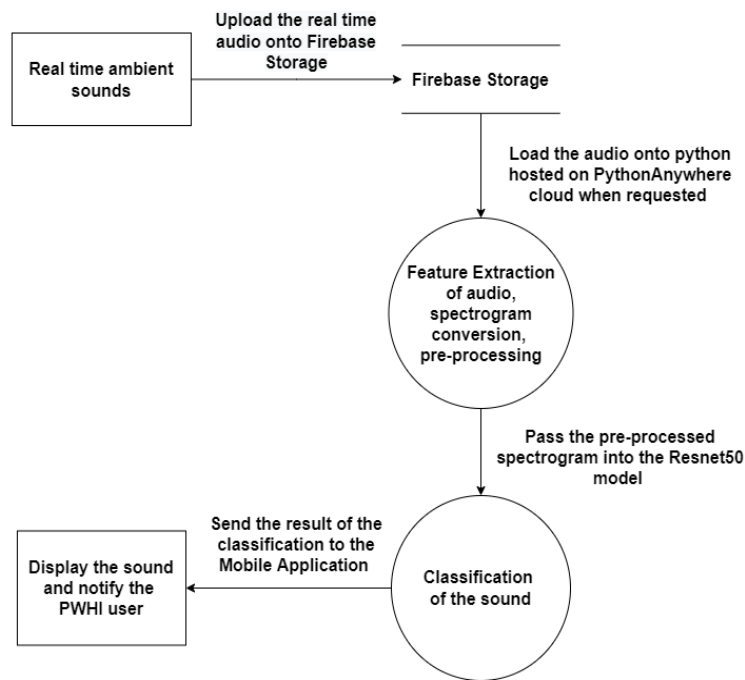 Upload the real time
audio onto Firebase
Storage
Real time ambient
sounds
Firebase Storage
Load the audio onto python
hosted on PythonAnywhere
cloud when requested
Feature Extraction
of audio,
spectrogram
conversion,
pre-processing
Pass the pre-processed
spectrogram into the Resnet50
model
Send the result of the
classification to the
Mobile Application
Display the sound
and notify the
PWHI user
Classification
of the sound